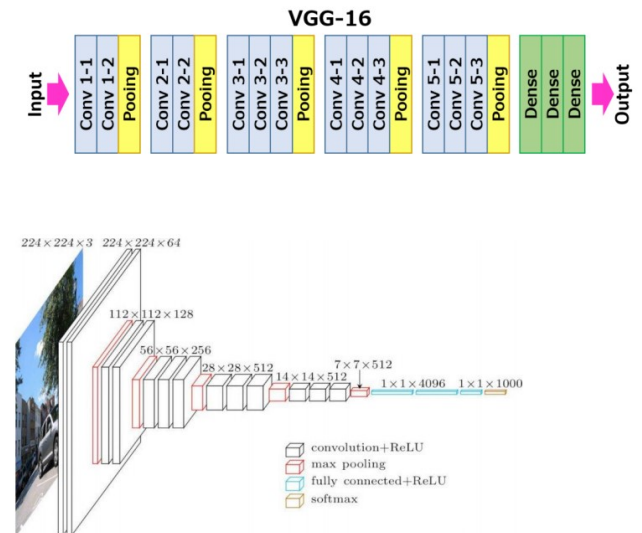 VGG-16
Input
Conv 1-1
Conv 1-2
Pooing
Conv 2-1
Conv 2-2
Pooing
Conv 3-1
Conv 3-2
Conv 3-3
Pooing
Conv 4-1
Conv 4-2
Conv 4-3
Pooing
Conv 5-1
Conv 5-2
Conv 5-3
Pooing
Dense
Dense
Dense
Output
224×224×3
224×224×64
112×112×128
56×56×256
28×28×512
14×14×512
7×7×512
1×1×4096
1×1×1000
convolution+ReLU
max pooling
fully connected+ReLU
softmax